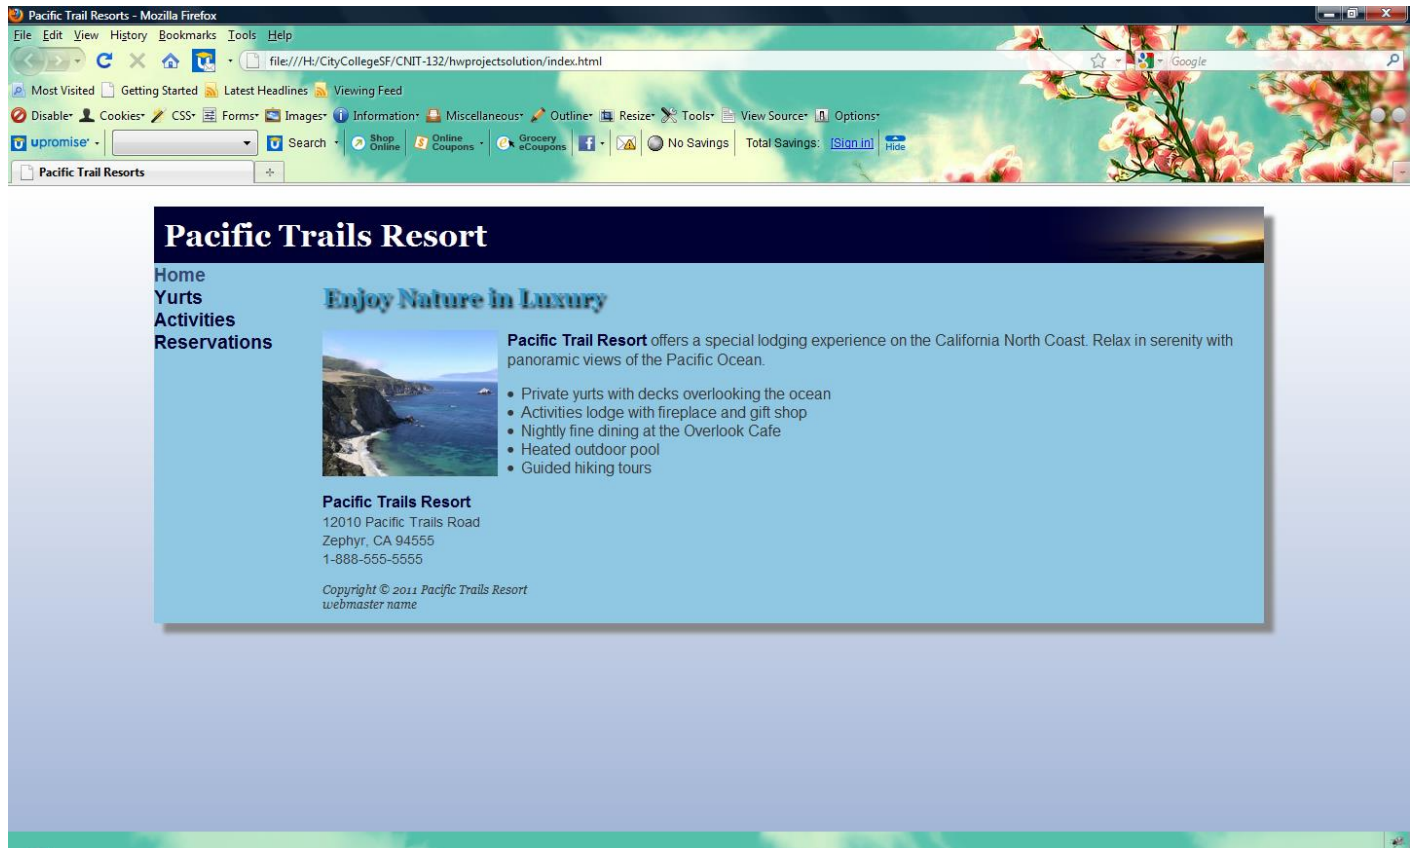 Pacific Trail Resorts - Mozilla Firefox
File Edit View History Bookmarks Tools Help
file:///H:/CityCollegeSF/CNIT-132/hwprojectsolution/index.html Google
Most Visited Getting Started Latest Headlines Viewing Feed
Disable Cookies CSS Forms Images Information Miscellaneous Outline Resize Tools View Source Options
upromise Search Shop Online Online Coupons Grocery eCoupons No Savings Total Savings: [Sign in] Hide
Pacific Trail Resorts
Pacific Trails Resort
Home
Yurts
Activities
Reservations
Enjoy Nature in Luxury
Pacific Trail Resort offers a special lodging experience on the California North Coast. Relax in serenity with
panoramic views of the Pacific Ocean.
• Private yurts with decks overlooking the ocean
• Activities lodge with fireplace and gift shop
• Nightly fine dining at the Overlook Cafe
• Heated outdoor pool
• Guided hiking tours
Pacific Trails Resort
12010 Pacific Trails Road
Zephyr, CA 94555
1-888-555-5555
Copyright © 2011 Pacific Trails Resort
webmaster name